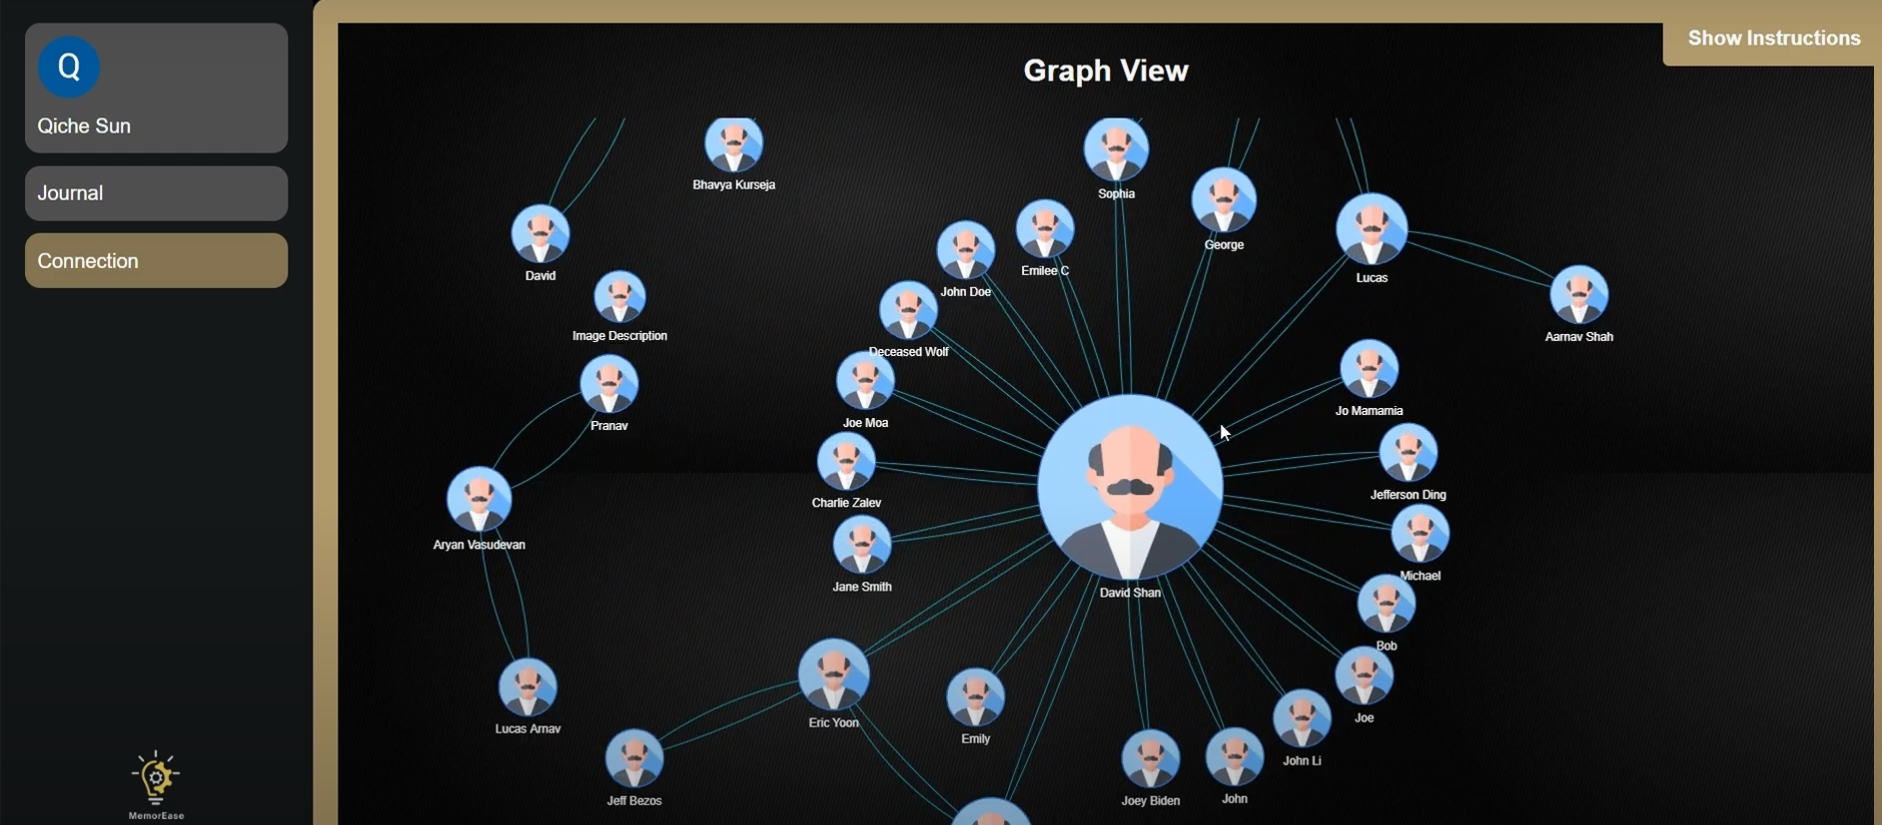 Q
Qiche Sun
Journal
Connection
MemorEase
Show Instructions
Graph View
Bhavya Kurseja
Sophia
George
David
Emilee C
John Doe
Lucas
Image Description
Aarnav Shah
Deceased Wolf
Pranav
Joe Moa
Jo Mamamia
Charlie Zalev
Jefferson Ding
Aryan Vasudevan
Jane Smith
David Shan
Michael
Bob
Lucas Arnav
Eric Yoon
Emily
Joe
John Li
Jeff Bezos
Joey Biden
John